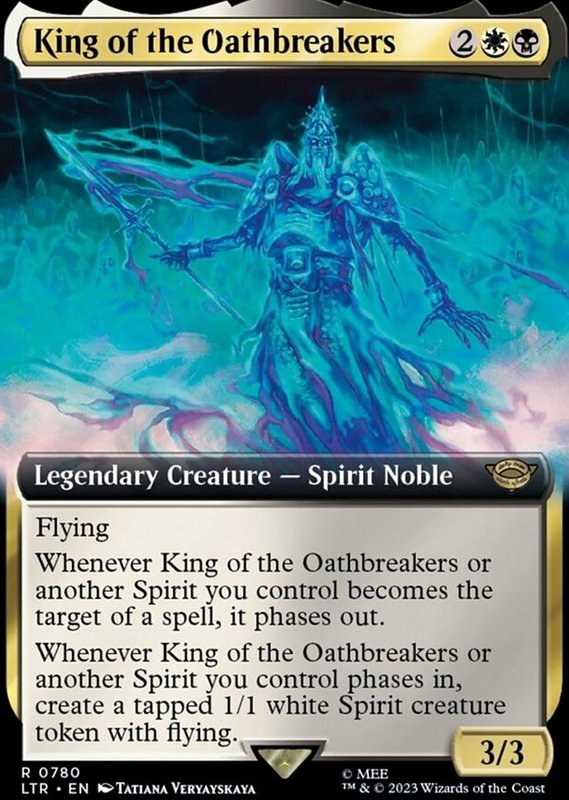 King of the Oathbreakers 2
Legendary Creature — Spirit Noble
Flying
Whenever King of the Oathbreakers or
another Spirit you control becomes the
target of a spell, it phases out.
Whenever King of the Oathbreakers or
another Spirit you control phases in,
create a tapped 1/1 white Spirit creature
token with flying.
3/3
R 0780
LTR • EN Tatiana Veryayskaya
© MEE
™ & © 2023 Wizards of the Coast